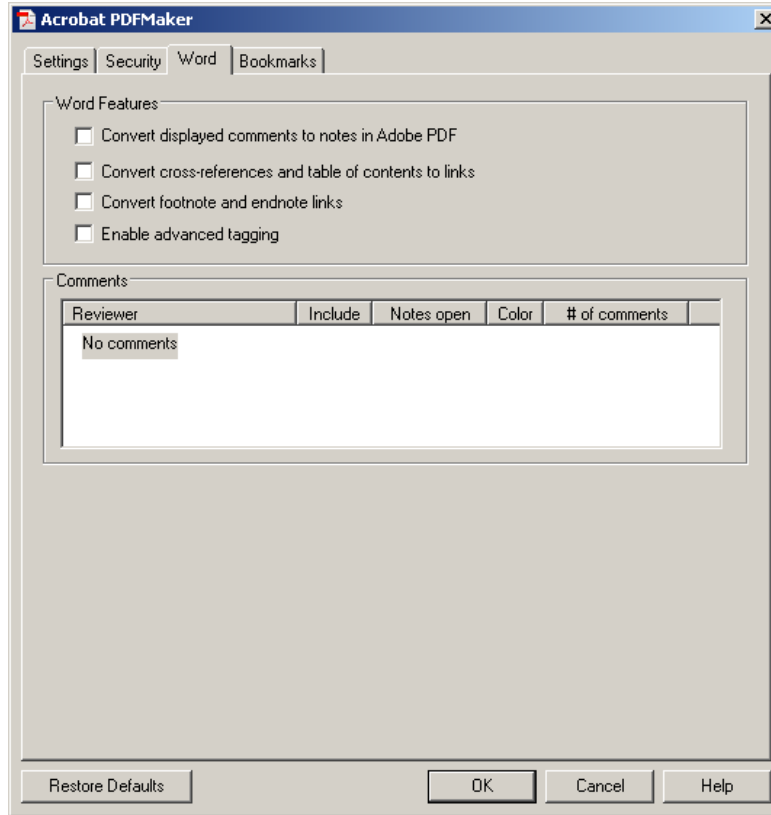 Acrobat PDFMaker
Settings Security Word Bookmarks
Word Features
Convert displayed comments to notes in Adobe PDF
Convert cross-references and table of contents to links
Convert footnote and endnote links
Enable advanced tagging
Comments
Reviewer Include Notes open Color # of comments
No comments
Restore Defaults OK Cancel Help